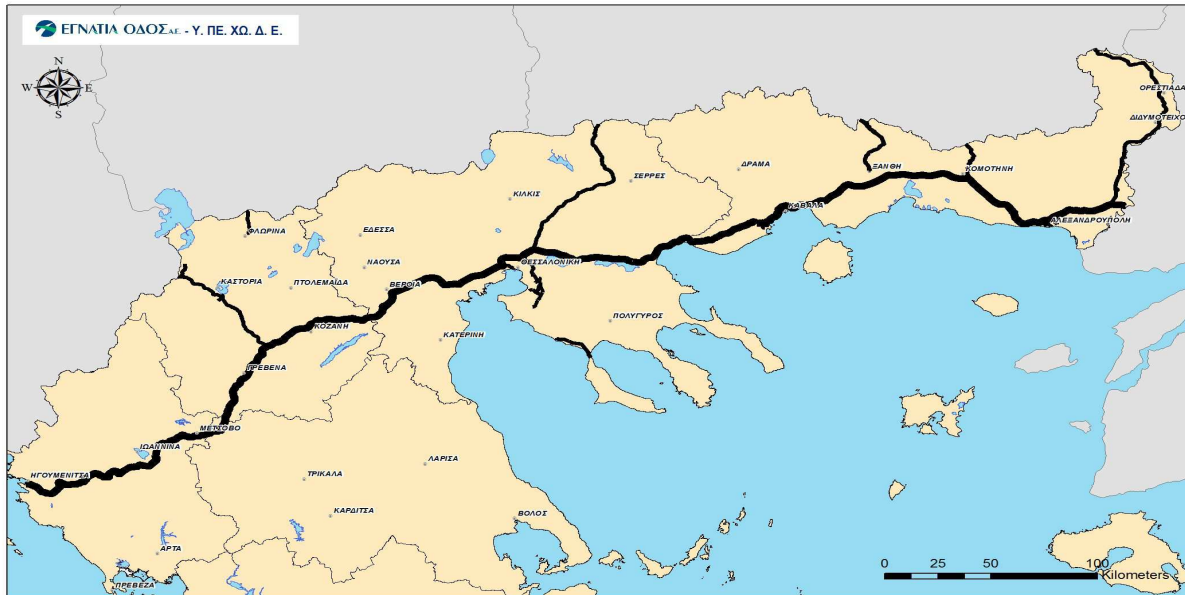 ΕΓΝΑΤΙΑ ΟΔΟΣ Α.Ε. - Υ. ΠΕ. ΧΩ. Δ. Ε.
N
W E
S
ΟΡΕΣΤΙΑΔΑ
ΔΙΔΥΜΟΤΕΙΧΟ
ΔΡΑΜΑ
ΞΑΝΘΗ
ΚΟΜΟΤΗΝΗ
ΣΕΡΡΕΣ
ΚΙΛΚΙΣ
ΚΑΒΑΛΑ
ΑΛΕΞΑΝΔΡΟΥΠΟΛΗ
ΦΛΩΡΙΝΑ
ΕΔΕΣΣΑ
ΝΑΟΥΣΑ
ΘΕΣΣΑΛΟΝΙΚΗ
ΚΑΣΤΟΡΙΑ
ΠΤΟΛΕΜΑΪΔΑ
ΒΕΡΟΙΑ
ΠΟΛΥΓΥΡΟΣ
ΚΟΖΑΝΗ
ΚΑΤΕΡΙΝΗ
ΓΡΕΒΕΝΑ
ΜΕΤΣΟΒΟ
ΙΩΑΝΝΙΝΑ
ΗΓΟΥΜΕΝΙΤΣΑ
ΛΑΡΙΣΑ
ΤΡΙΚΑΛΑ
ΚΑΡΔΙΤΣΑ
ΒΟΛΟΣ
ΑΡΤΑ
ΠΡΕΒΕΖΑ
0 25 50 100
Kilometers